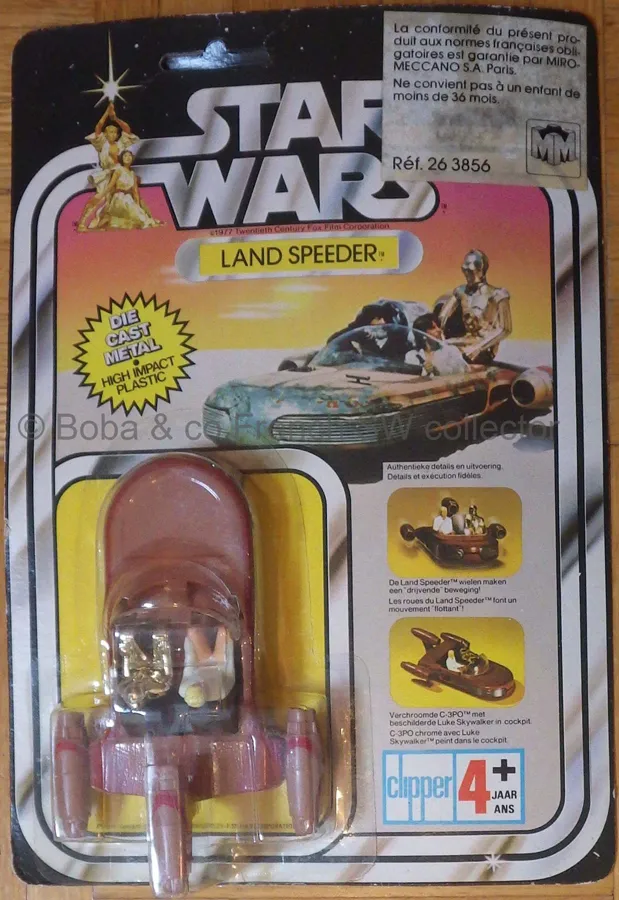 La conformité du présent pro-
duit aux normes françaises obli-
gatoires est garantie par MIRO-
MECCANO S.A. Paris.
Ne convient pas à un enfant de
moins de 36 mois.
Réf. 26 3856
MM
STAR
WARS
©1977 Twentieth Century Fox Film Corporation
LAND SPEEDER™
DIE
CAST
METAL
HIGH IMPACT
PLASTIC
© Boba & co Frenchy SW collector
Authentieke details en uitvoering.
Details et exécution fidèles.
De Land Speeder™ wielen maken
een "drijvende" beweging!
Les roues du Land Speeder™ font un
mouvement "flottant"!
Verchroomde C-3PO™ met
beschilderde Luke Skywalker in cockpit.
C-3PO chromé avec Luke
Skywalker™ peint dans le cockpit.
clipper
4+
JAAR
ANS